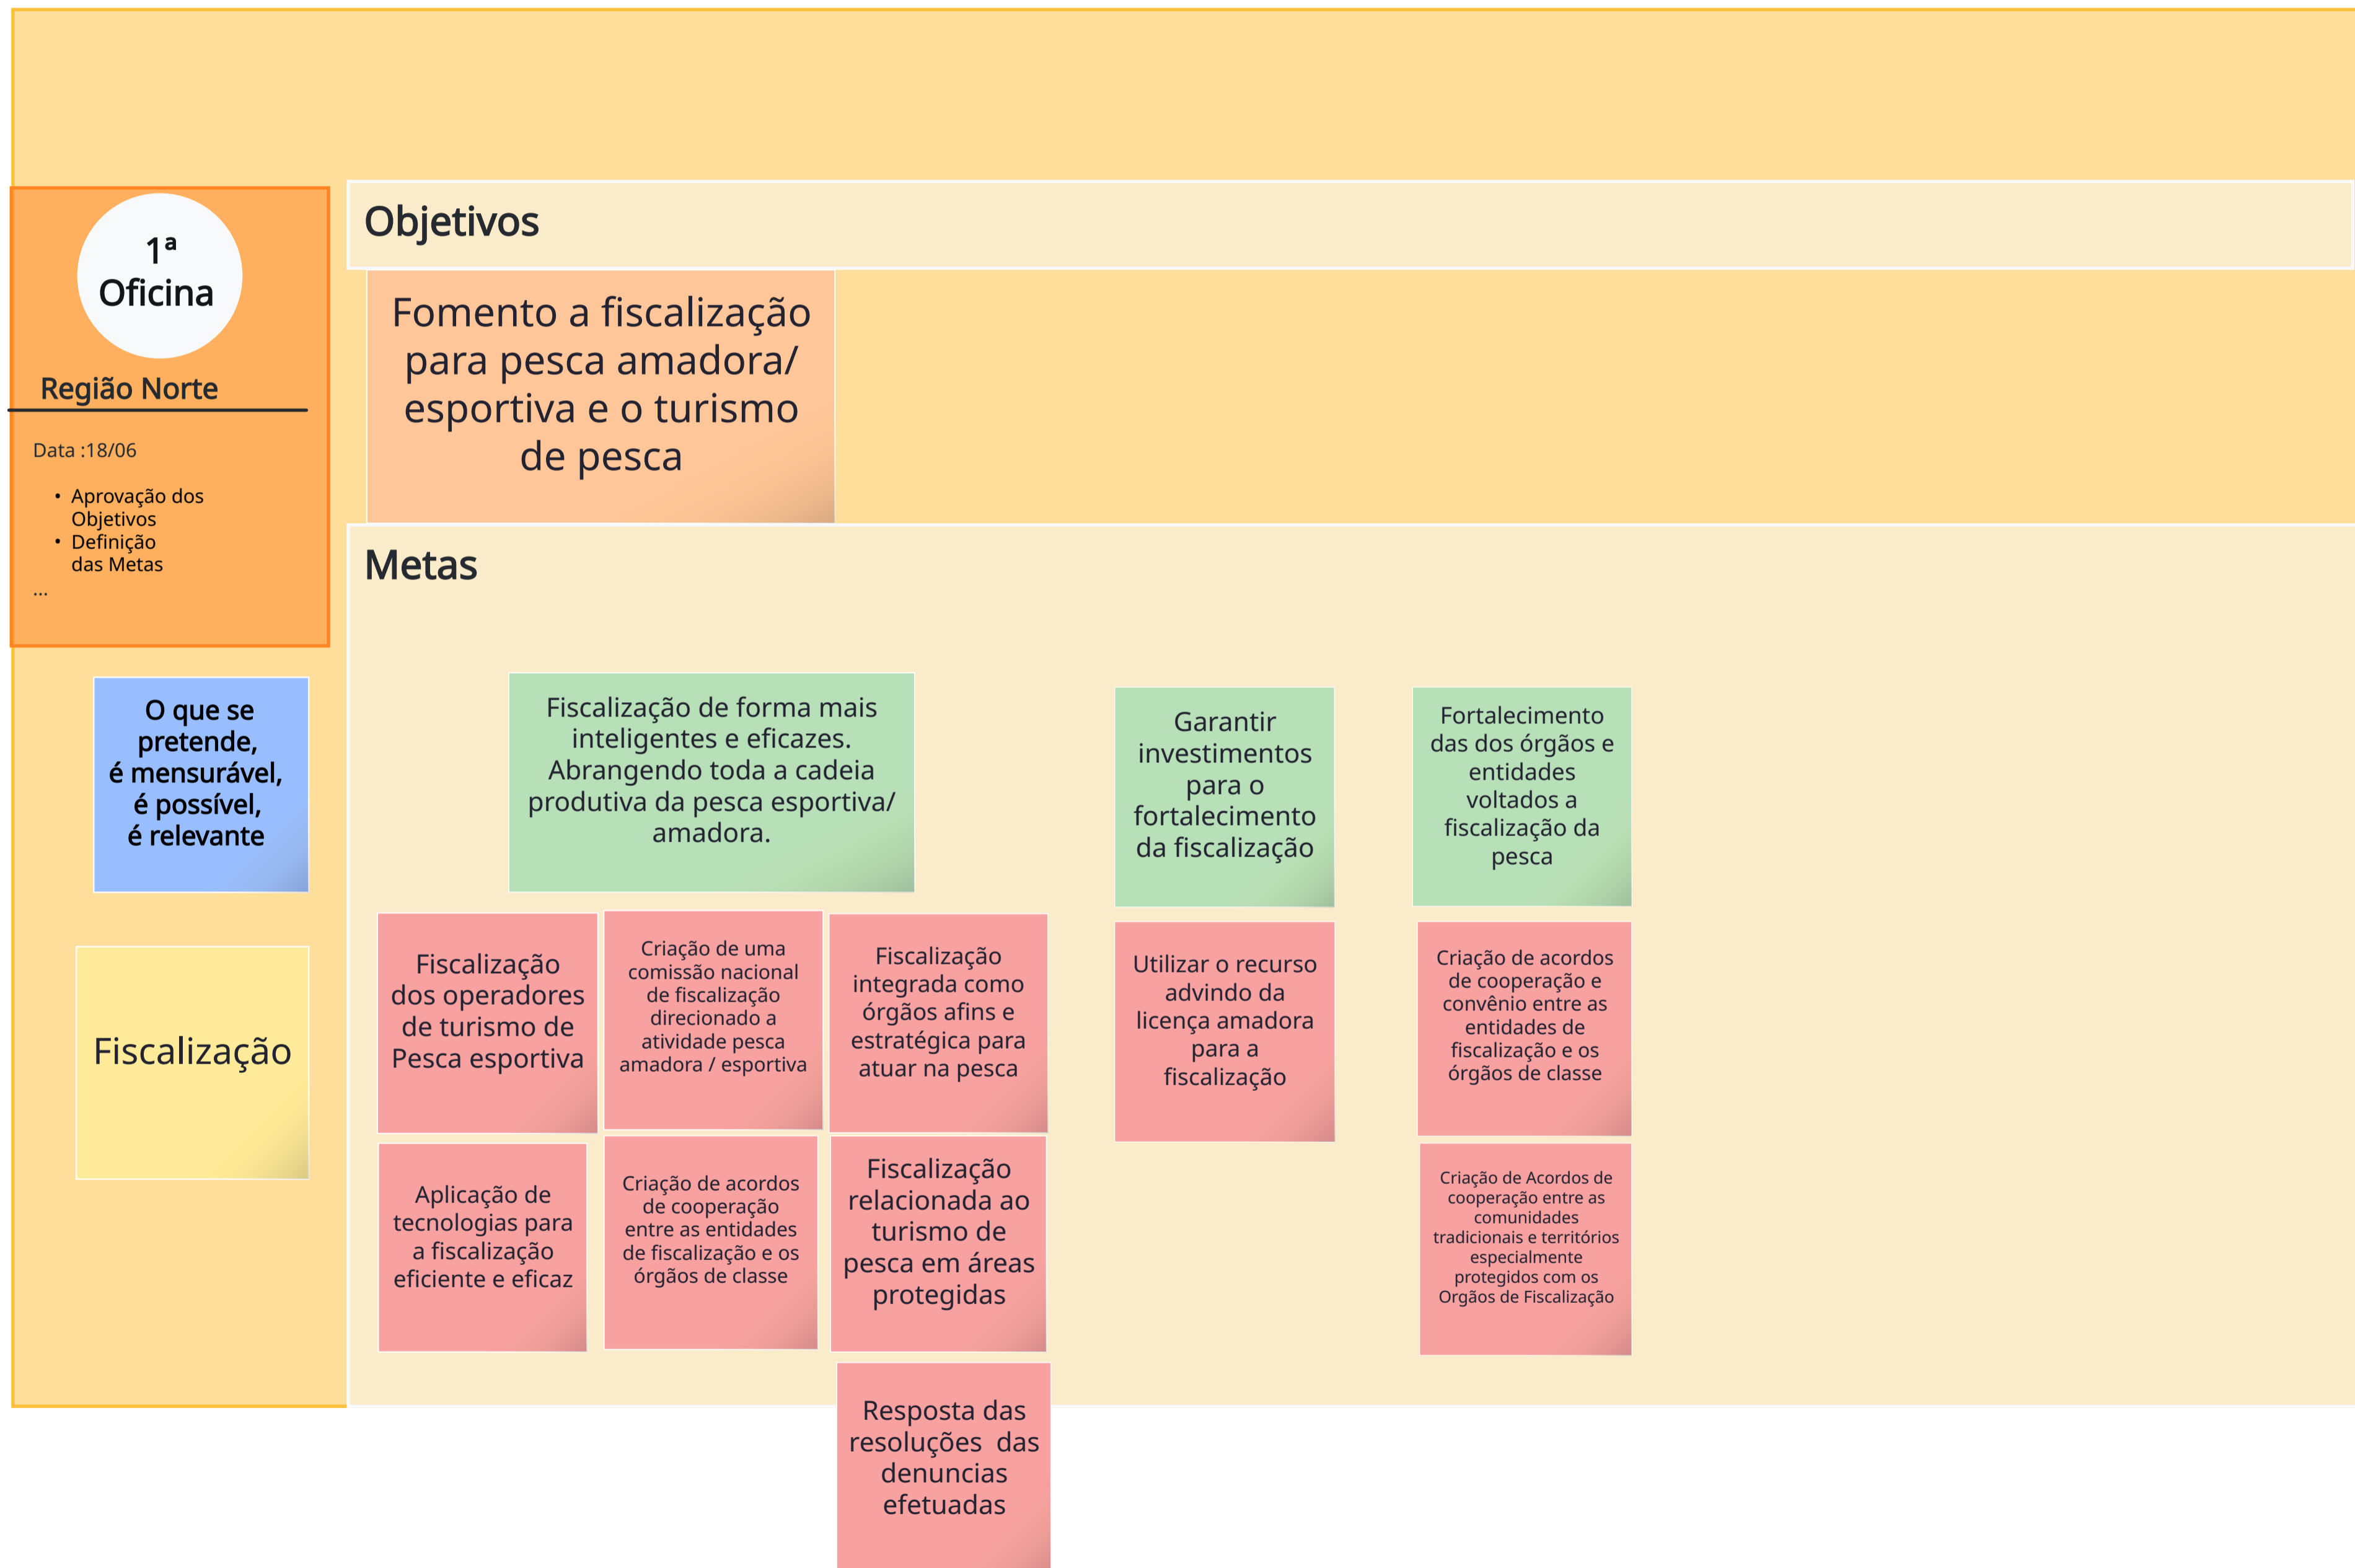 1ª
Oficina
Região Norte
Data :18/06
• Aprovação dos
Objetivos
• Definição
das Metas
...
O que se
pretende,
é mensurável,
é possível,
é relevante
Fiscalização
Objetivos
Fomento a fiscalização
para pesca amadora/
esportiva e o turismo
de pesca
Metas
Fiscalização de forma mais
inteligentes e eficazes.
Abrangendo toda a cadeia
produtiva da pesca esportiva/
amadora.
Garantir
investimentos
para o
fortalecimento
da fiscalização
Fortalecimento
das dos órgãos e
entidades
voltados a
fiscalização da
pesca
Fiscalização
dos operadores
de turismo de
Pesca esportiva
Criação de uma
comissão nacional
de fiscalização
direcionado a
atividade pesca
amadora / esportiva
Fiscalização
integrada como
órgãos afins e
estratégica para
atuar na pesca
Utilizar o recurso
advindo da
licença amadora
para a
fiscalização
Criação de acordos
de cooperação e
convênio entre as
entidades de
fiscalização e os
órgãos de classe
Aplicação de
tecnologias para
a fiscalização
eficiente e eficaz
Criação de acordos
de cooperação
entre as entidades
de fiscalização e os
órgãos de classe
Fiscalização
relacionada ao
turismo de
pesca em áreas
protegidas
Criação de Acordos de
cooperação entre as
comunidades
tradicionais e territórios
especialmente
protegidos com os
Orgãos de Fiscalização
Resposta das
resoluções  das
denuncias
efetuadas